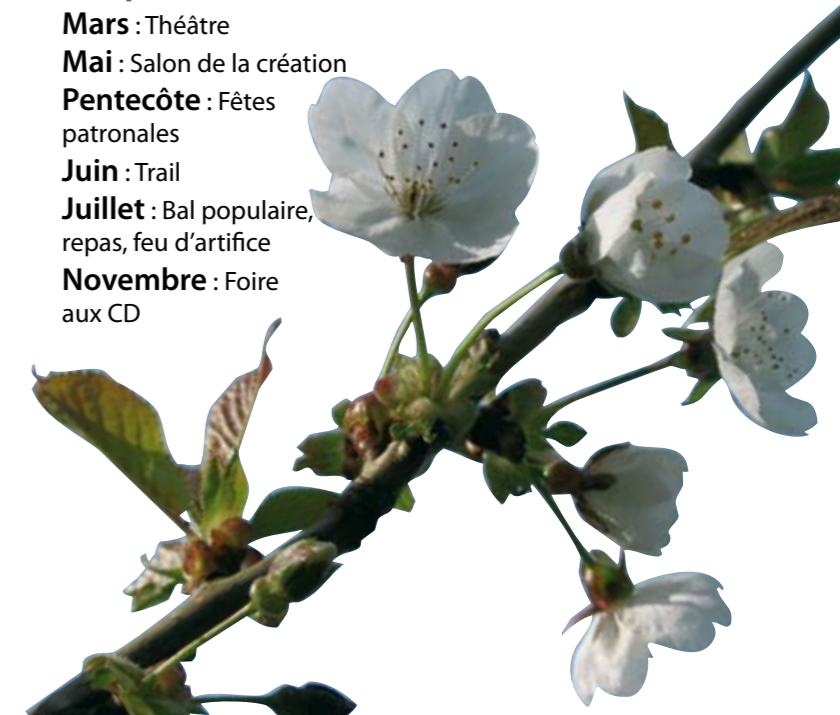 Mars : Théâtre
Mai : Salon de la création
Pentecôte : Fêtes
patronales
Juin : Trail
Juillet : Bal populaire,
repas, feu d’artifice
Novembre : Foire
aux CD